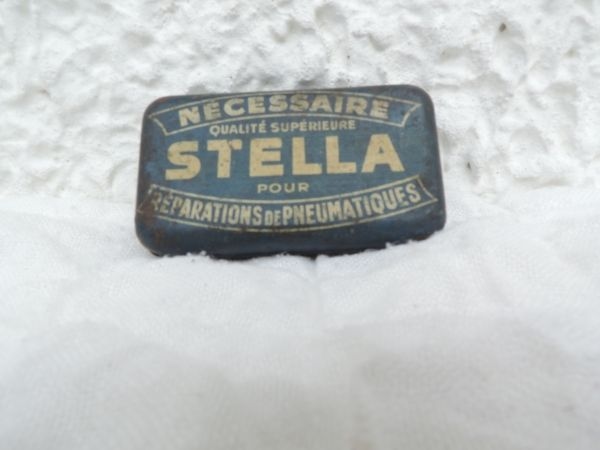 NÉCESSAIRE
QUALITÉ SUPÉRIEURE
STELLA
POUR
RÉPARATIONS DE PNEUMATIQUES